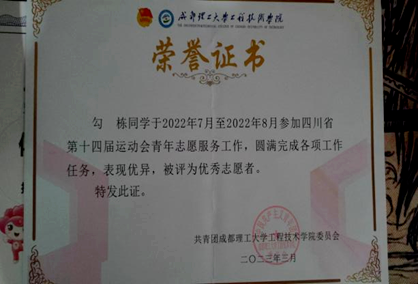 成都理工大学工程技术学院
荣誉证书
勾 栋同学于2022年7月至2022年8月参加四川省
第十四届运动会青年志愿服务工作，圆满完成各项工作
任务，表现优异，被评为优秀志愿者。
特发此证。
共青团成都理工大学工程技术学院委员会
二〇二三年三月